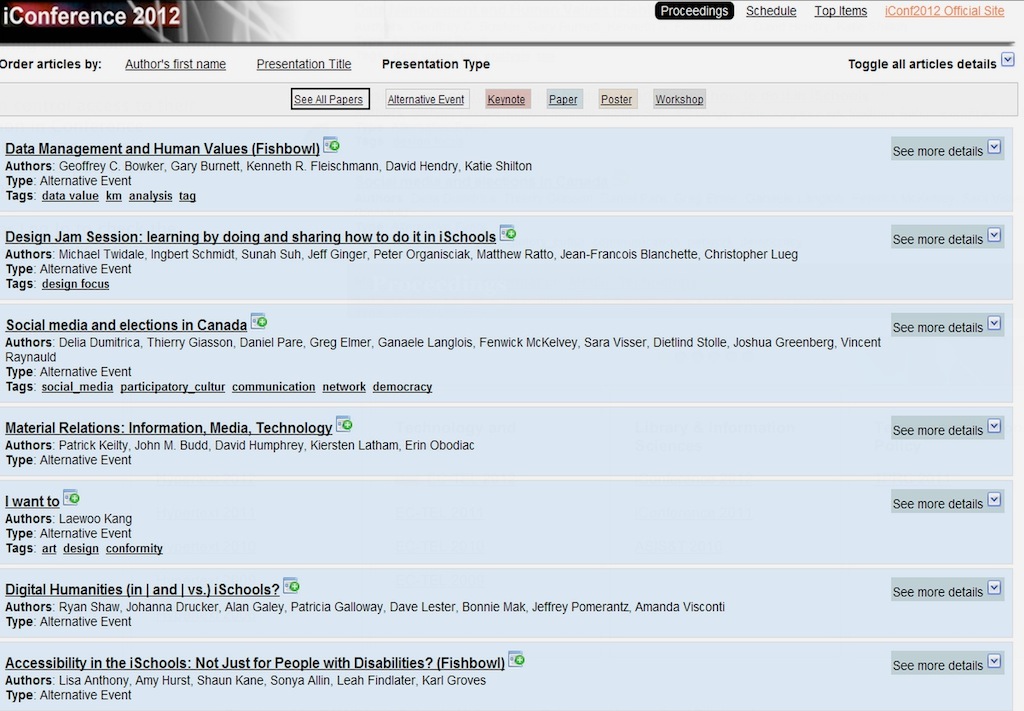 iConference 2012
Proceedings Schedule Top Items iConf2012 Official Site
Order articles by: Author's first name Presentation Title Presentation Type Toggle all articles details
See All Papers Alternative Event Keynote Paper Poster Workshop
Data Management and Human Values (Fishbowl) See more details
Authors: Geoffrey C. Bowker, Gary Burnett, Kenneth R. Fleischmann, David Hendry, Katie Shilton
Type: Alternative Event
Tags: data value km analysis tag
Design Jam Session: learning by doing and sharing how to do it in iSchools See more details
Authors: Michael Twidale, Ingbert Schmidt, Sunah Suh, Jeff Ginger, Peter Organisciak, Matthew Ratto, Jean-Francois Blanchette, Christopher Lueg
Type: Alternative Event
Tags: design focus
Social media and elections in Canada See more details
Authors: Delia Dumitrica, Thierry Giasson, Daniel Pare, Greg Elmer, Ganaele Langlois, Fenwick McKelvey, Sara Visser, Dietlind Stolle, Joshua Greenberg, Vincent
Raynauld
Type: Alternative Event
Tags: social_media participatory_cultur communication network democracy
Material Relations: Information, Media, Technology See more details
Authors: Patrick Keilty, John M. Budd, David Humphrey, Kiersten Latham, Erin Obodiac
Type: Alternative Event
I want to See more details
Authors: Laewoo Kang
Type: Alternative Event
Tags: art design conformity
Digital Humanities (in | and | vs.) iSchools? See more details
Authors: Ryan Shaw, Johanna Drucker, Alan Galey, Patricia Galloway, Dave Lester, Bonnie Mak, Jeffrey Pomerantz, Amanda Visconti
Type: Alternative Event
Accessibility in the iSchools: Not Just for People with Disabilities? (Fishbowl) See more details
Authors: Lisa Anthony, Amy Hurst, Shaun Kane, Sonya Allin, Leah Findlater, Karl Groves
Type: Alternative Event